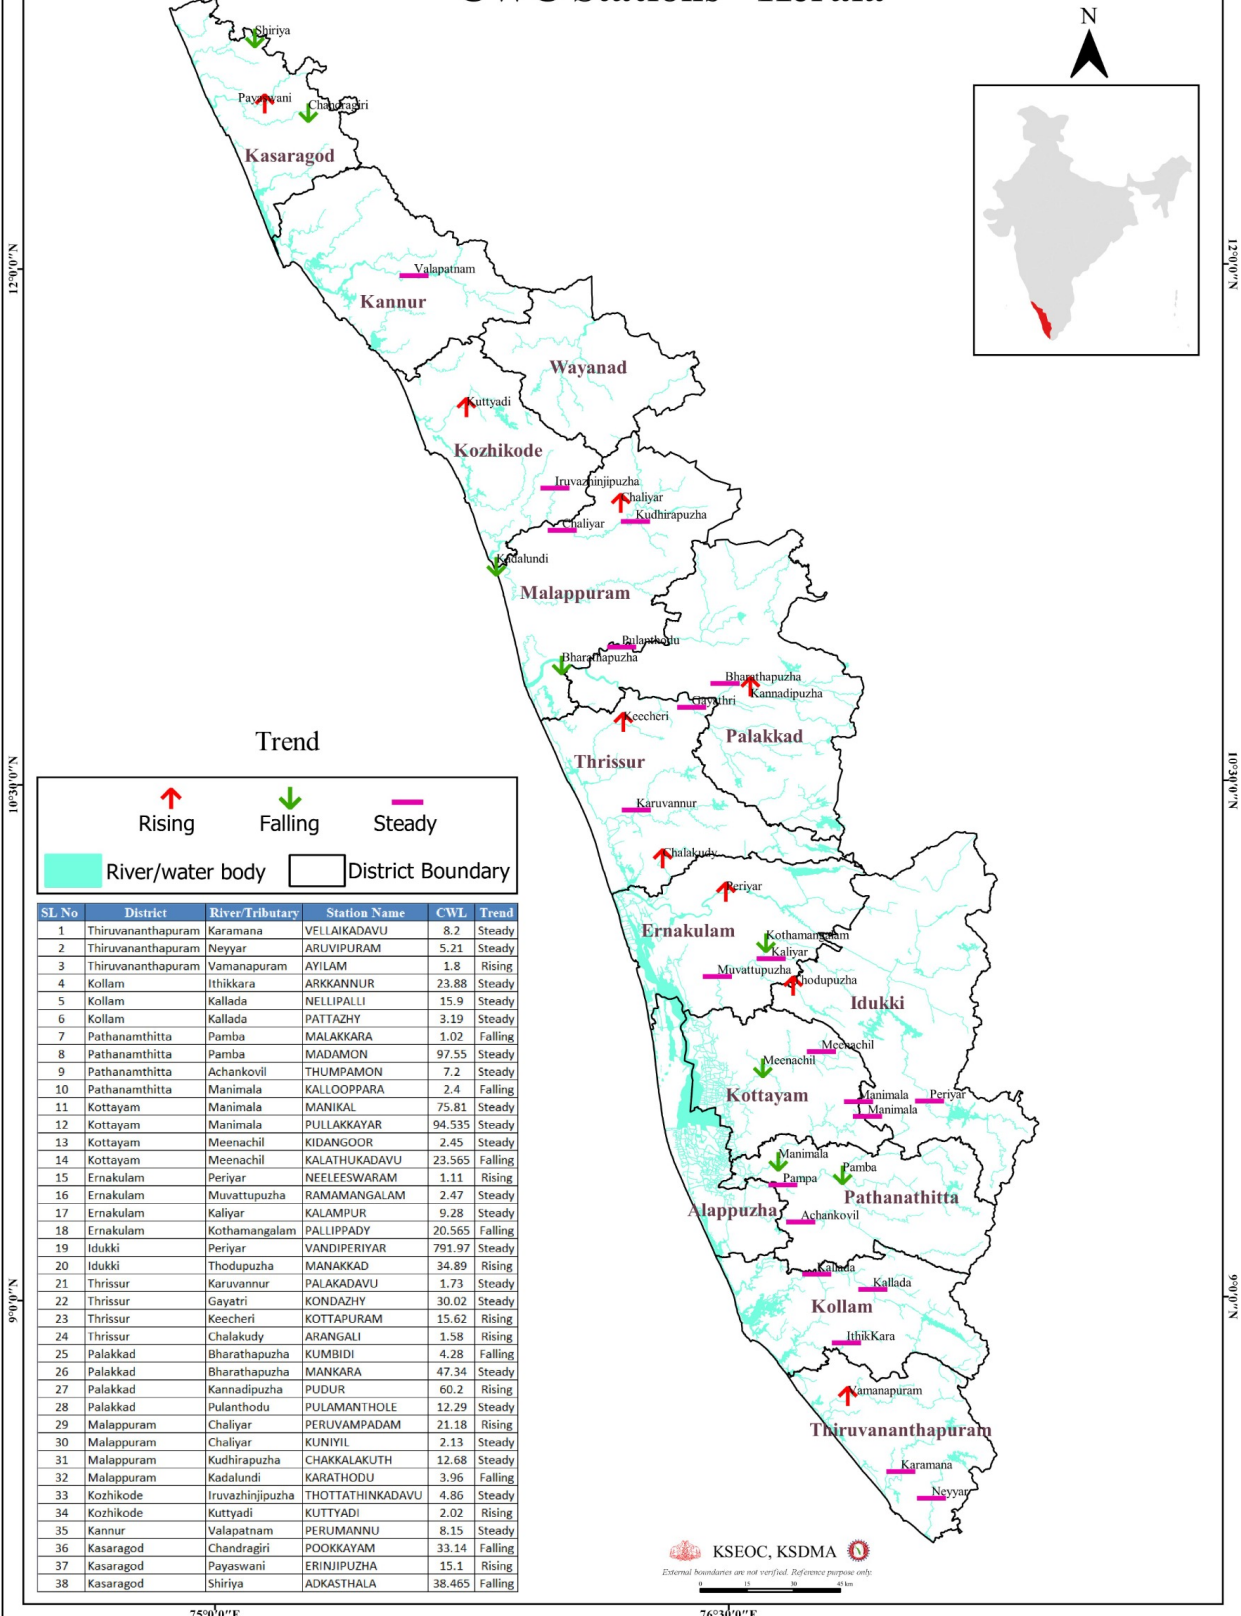 CWC Stations - Kerala
N
Shiriya
Payaswani
Chandragiri
Kasaragod
12°0'0"N
12°0'0"N
Valapatnam
Kannur
Wayanad
Kuttyadi
Kozhikode
Iruvazhinjipuzha
Chaliyar
Kudhirapuzha
Chaliyar
Kadalundi
Malappuram
Pulanthodu
Bharathapuzha
Bharathapuzha
Kannadipuzha
Gayathri
Keecheri
Palakkad
Thrissur
10°30'0"N
10°30'0"N
Karuvannur
Chalakudy
Periyar
Ernakulam
Kothamangalam
Kaliyar
Muvattupuzha
Thodupuzha
Idukki
Meenachil
Meenachil
Kottayam
Manimala
Periyar
Manimala
Manimala
Pamba
Pampa
Pathanathitta
Alappuzha
Achankovil
Kallada
Kallada
Kollam
9°0'0"N
9°0'0"N
IthikKara
Vamanapuram
Thiruvananthapuram
Karamana
Neyyar
Trend
Rising Falling Steady
River/water body District Boundary
SL No District River/Tributary Station Name CWL Trend
1 Thiruvananthapuram Karamana VELLAIKADAVU 8.2 Steady
2 Thiruvananthapuram Neyyar ARUVIPURAM 5.21 Steady
3 Thiruvananthapuram Vamanapuram AYILAM 1.8 Rising
4 Kollam Ithikkara ARKKANNUR 23.88 Steady
5 Kollam Kallada NELLIPALLI 15.9 Steady
6 Kollam Kallada PATTAZHY 3.19 Steady
7 Pathanamthitta Pamba MALAKKARA 1.02 Falling
8 Pathanamthitta Pamba MADAMON 97.55 Steady
9 Pathanamthitta Achankovil THUMPAMON 7.2 Steady
10 Pathanamthitta Manimala KALLOOPPARA 2.4 Falling
11 Kottayam Manimala MANIKAL 75.81 Steady
12 Kottayam Manimala PULLAKKAYAR 94.535 Steady
13 Kottayam Meenachil KIDANGOOR 2.45 Steady
14 Kottayam Meenachil KALATHUKADAVU 23.565 Falling
15 Ernakulam Periyar NEELEESWARAM 1.11 Rising
16 Ernakulam Muvattupuzha RAMAMANGALAM 2.47 Steady
17 Ernakulam Kaliyar KALAMPUR 9.28 Steady
18 Ernakulam Kothamangalam PALLIPPADY 20.565 Falling
19 Idukki Periyar VANDIPERIYAR 791.97 Steady
20 Idukki Thodupuzha MANAKKAD 34.89 Rising
21 Thrissur Karuvannur PALAKADAVU 1.73 Steady
22 Thrissur Gayatri KONDAZHY 30.02 Steady
23 Thrissur Keecheri KOTTAPURAM 15.62 Rising
24 Thrissur Chalakudy ARANGALI 1.58 Rising
25 Palakkad Bharathapuzha KUMBIDI 4.28 Falling
26 Palakkad Bharathapuzha MANKARA 47.34 Steady
27 Palakkad Kannadipuzha PUDUR 60.2 Rising
28 Palakkad Pulanthodu PULAMANTHOLE 12.29 Steady
29 Malappuram Chaliyar PERUVAMPADAM 21.18 Rising
30 Malappuram Chaliyar KUNIYIL 2.13 Steady
31 Malappuram Kudhirapuzha CHAKKALAKUTH 12.68 Steady
32 Malappuram Kadalundi KARATHODU 3.96 Falling
33 Kozhikode Iruvazhinjipuzha THOTTATHINKADAVU 4.86 Steady
34 Kozhikode Kuttyadi KUTTYADI 2.02 Rising
35 Kannur Valapatnam PERUMANNU 8.15 Steady
36 Kasaragod Chandragiri POOKKAYAM 33.14 Falling
37 Kasaragod Payaswani ERINJIPUZHA 15.1 Rising
38 Kasaragod Shiriya ADKASTHALA 38.465 Falling
KSEOC, KSDMA
External boundaries are not verified. Reference purpose only.
0 15 30 45 km
75°0'0"E
76°30'0"E